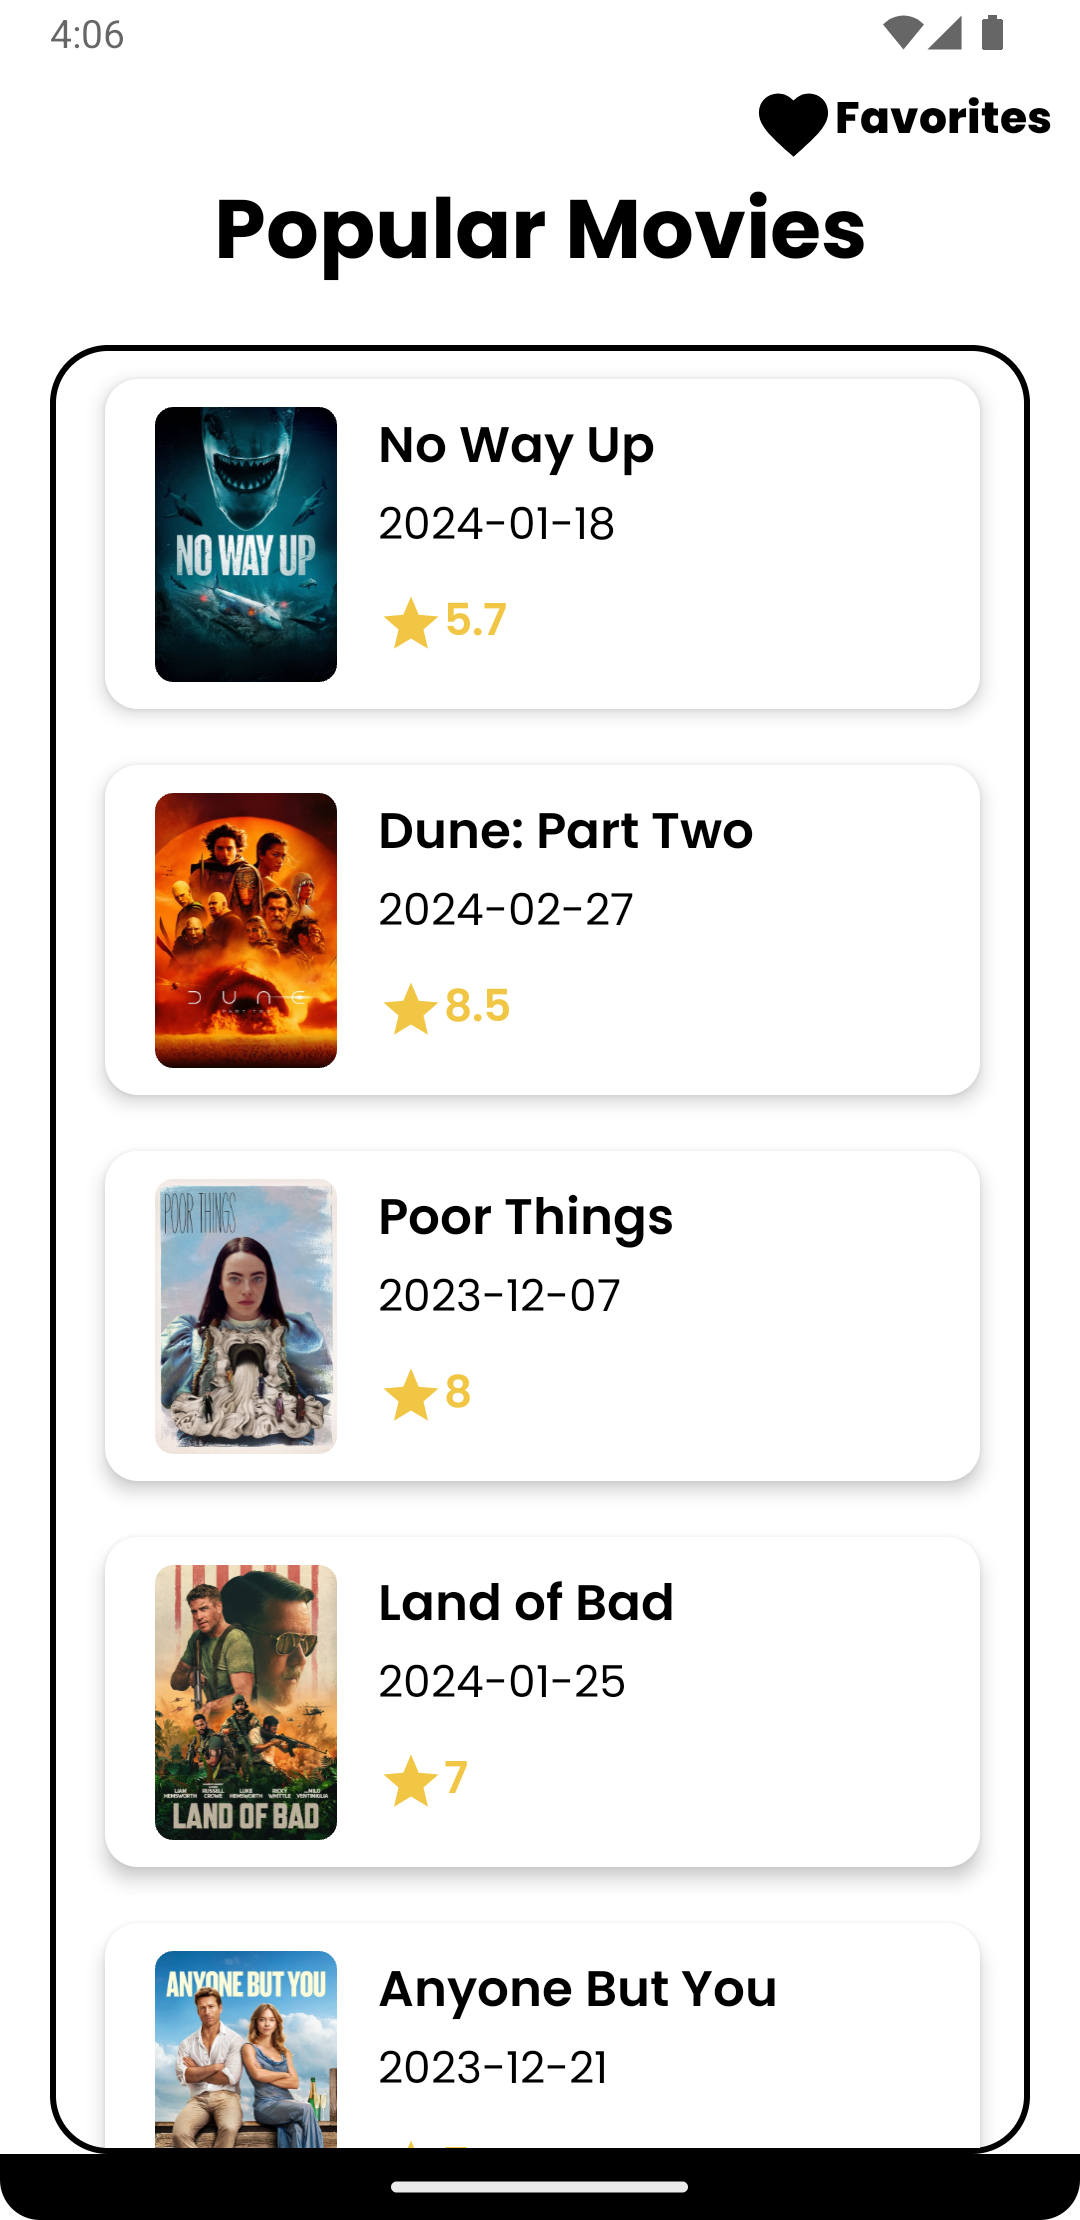 4:06
Favorites
Popular Movies
NO WAY UP
No Way Up
2024-01-18
5.7
DUNE
Dune: Part Two
2024-02-27
8.5
POOR THINGS
Poor Things
2023-12-07
8
LIAM HEMSWORTH RUSSELL CROWE LUKE HEMSWORTH RICKY WHITTLE MILO VENTIMIGLIA
LAND OF BAD
Land of Bad
2024-01-25
7
ANYONE BUT YOU
Anyone But You
2023-12-21